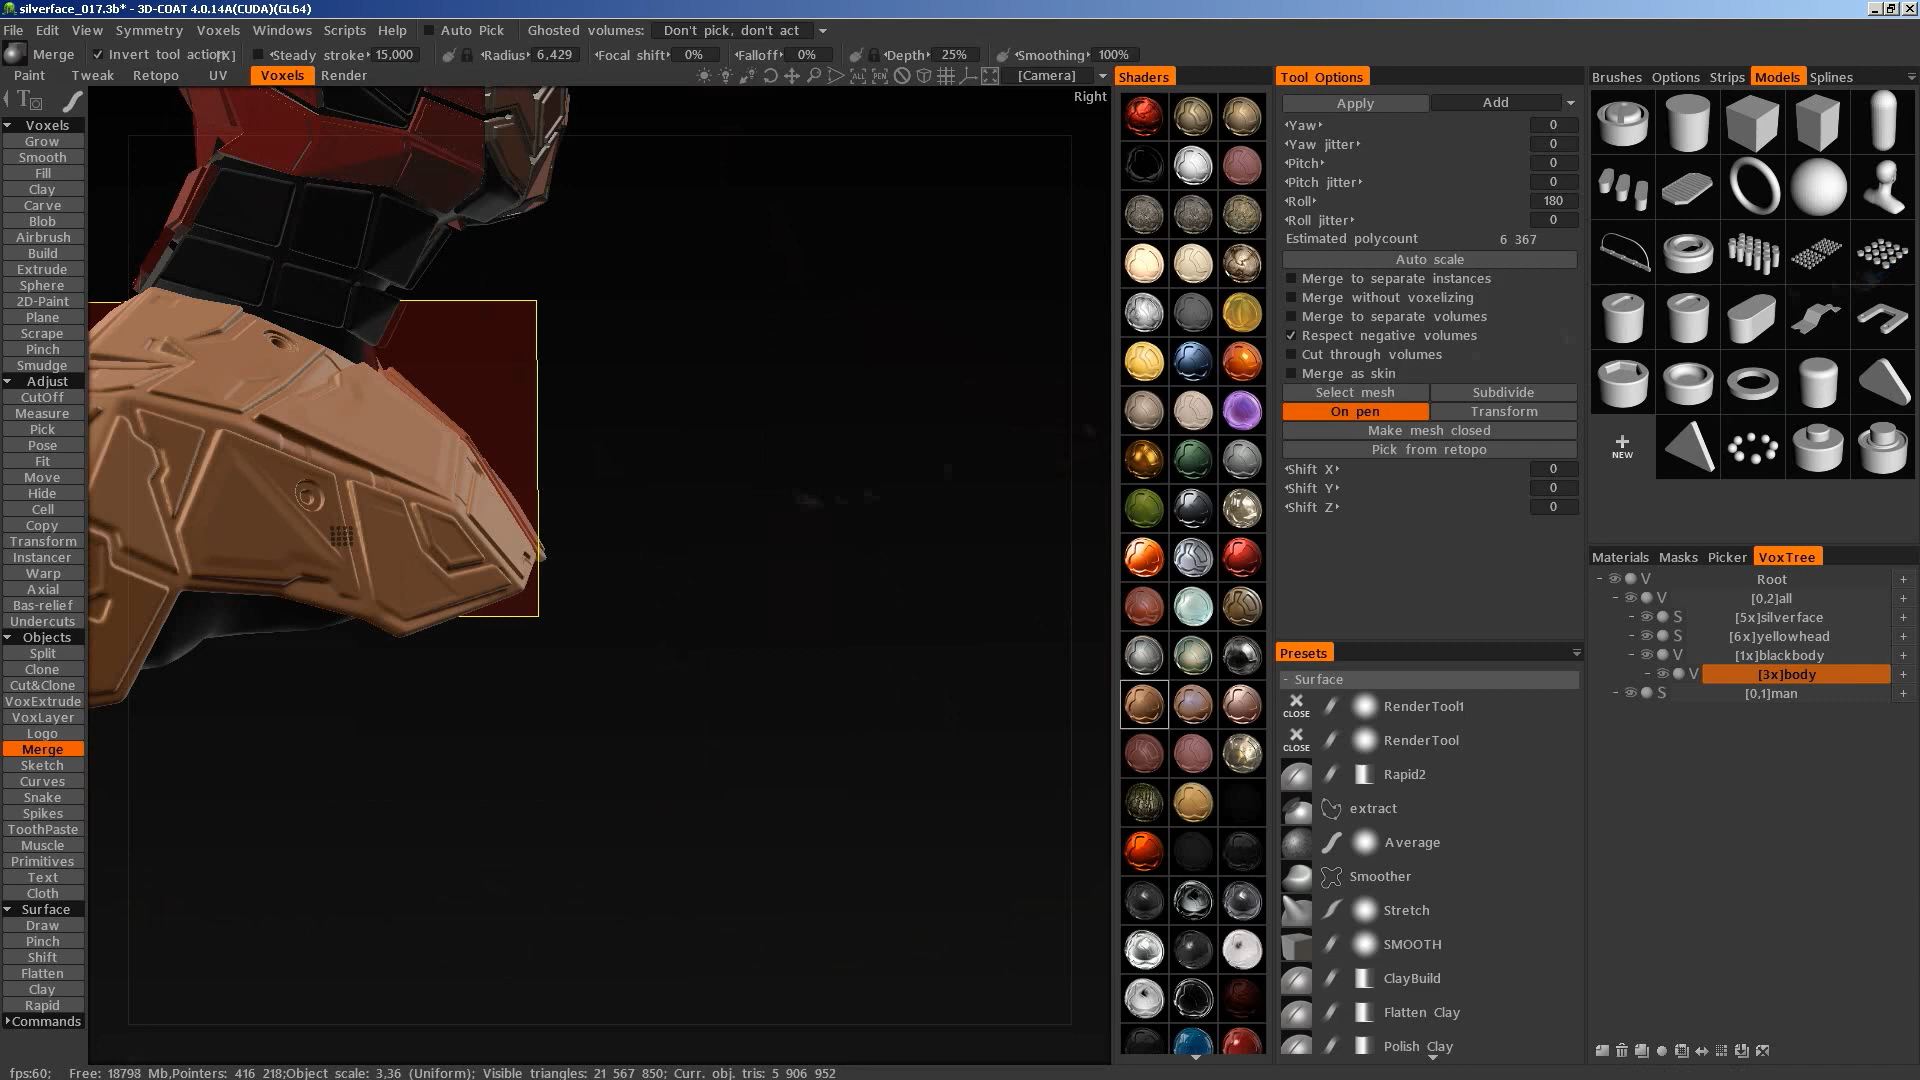 silverface_017.3b* - 3D-COAT 4.0.14A(CUDA)(GL64)
File Edit View Symmetry Voxels Windows Scripts Help Auto Pick Ghosted volumes: Don't pick, don't act
Merge Invert tool action[X] Steady stroke 15,000 Radius 6,429 Focal shift 0% Falloff 0% Depth 25% Smoothing 100%
Paint Tweak Retopo UV Voxels Render ALL PEN [Camera]
Right
Voxels
Grow
Smooth
Fill
Clay
Carve
Blob
Airbrush
Build
Extrude
Sphere
2D-Paint
Plane
Scrape
Pinch
Smudge
Adjust
CutOff
Measure
Pick
Pose
Fit
Move
Hide
Cell
Copy
Transform
Instancer
Warp
Axial
Bas-relief
Undercuts
Objects
Split
Clone
Cut&Clone
VoxExtrude
VoxLayer
Logo
Merge
Sketch
Curves
Snake
Spikes
ToothPaste
Muscle
Primitives
Text
Cloth
Surface
Draw
Pinch
Shift
Flatten
Clay
Rapid
Commands
Shaders
Tool Options
Apply Add
Yaw 0
Yaw jitter 0
Pitch 0
Pitch jitter 0
Roll 180
Roll jitter 0
Estimated polycount 6 367
Auto scale
Merge to separate instances
Merge without voxelizing
Merge to separate volumes
Respect negative volumes
Cut through volumes
Merge as skin
Select mesh Subdivide
On pen Transform
Make mesh closed
Pick from retopo
Shift X 0
Shift Y 0
Shift Z 0
Presets
- Surface
CLOSE RenderTool1
CLOSE RenderTool
Rapid2
extract
Average
Smoother
Stretch
SMOOTH
ClayBuild
Flatten Clay
Polish Clay
Brushes Options Strips Models Splines
NEW
Materials Masks Picker VoxTree
- V Root +
- V [0,2]all +
- S [5x]silverface +
- S [6x]yellowhead +
- V [1x]blackbody +
- V [3x]body +
- S [0,1]man +
fps:60; Free: 18798 Mb,Pointers: 416 218;Object scale: 3,36 (Uniform); Visible triangles: 21 567 850; Curr. obj. tris: 5 906 952